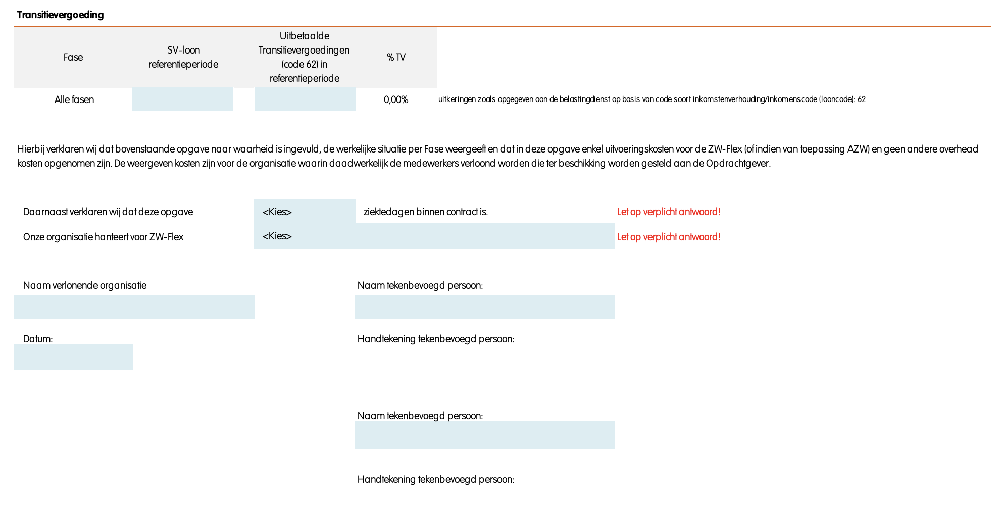 Transitievergoeding
Fase
SV-loon
referentieperiode
Uitbetaalde
Transitievergoedingen
(code 62) in
referentieperiode
% TV
Alle fasen
0,00%
uitkeringen zoals opgegeven aan de belastingdienst op basis van code soort inkomstenverhouding/inkomenscode (looncode): 62
Hierbij verklaren wij dat bovenstaande opgave naar waarheid is ingevuld, de werkelijke situatie per Fase weergeeft en dat in deze opgave enkel uitvoeringskosten voor de ZW-Flex (of indien van toepassing AZW) en geen andere overhead
kosten opgenomen zijn. De weergeven kosten zijn voor de organisatie waarin daadwerkelijk de medewerkers verloond worden die ter beschikking worden gesteld aan de Opdrachtgever.
Daarnaast verklaren wij dat deze opgave <Kies> ziektedagen binnen contract is. Let op verplicht antwoord!
Onze organisatie hanteert voor ZW-Flex <Kies> Let op verplicht antwoord!
Naam verlonende organisatie
Naam tekenbevoegd persoon:
Datum:
Handtekening tekenbevoegd persoon:
Naam tekenbevoegd persoon:
Handtekening tekenbevoegd persoon: